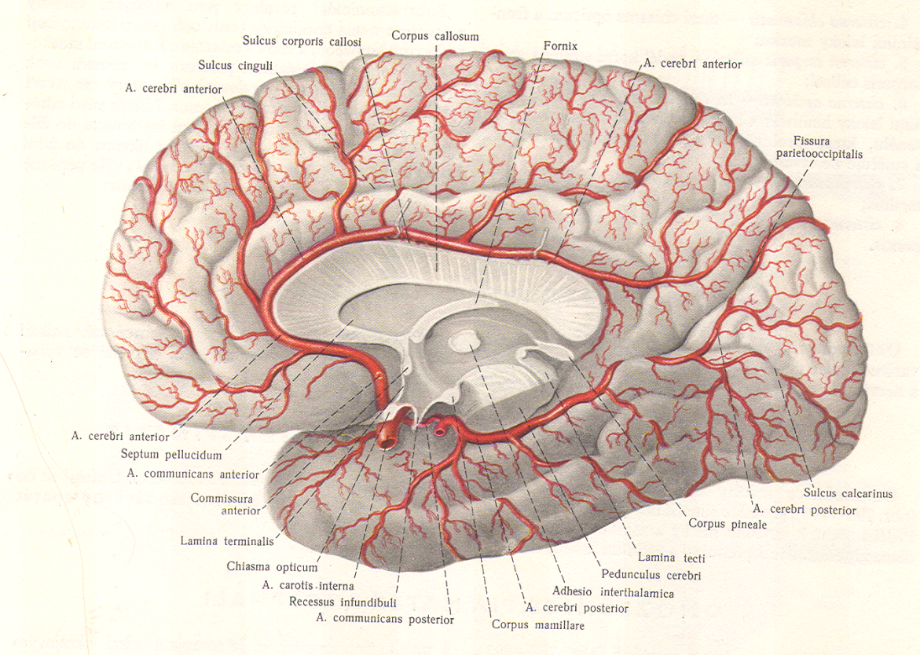 Corpus callosum
Sulcus corporis callosi
Fornix
Sulcus cinguli
A. cerebri anterior
A. cerebri anterior
Fissura
parietooccipitalis
A. cerebri anterior
Septum pellucidum
A. communicans anterior
Commissura
anterior
Lamina terminalis
Chiasma opticum
A. carotis interna
Recessus infundibuli
A. communicans posterior
Sulcus calcarinus
A. cerebri posterior
Corpus pineale
Lamina tecti
Pedunculus cerebri
Adhesio interthalamica
A. cerebri posterior
Corpus mamillare